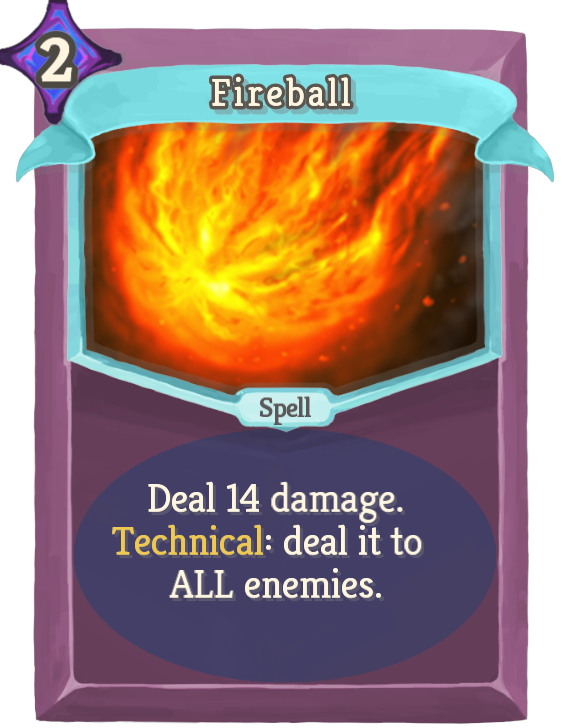 2
Fireball
Spell
Deal 14 damage.
Technical: deal it to
ALL enemies.